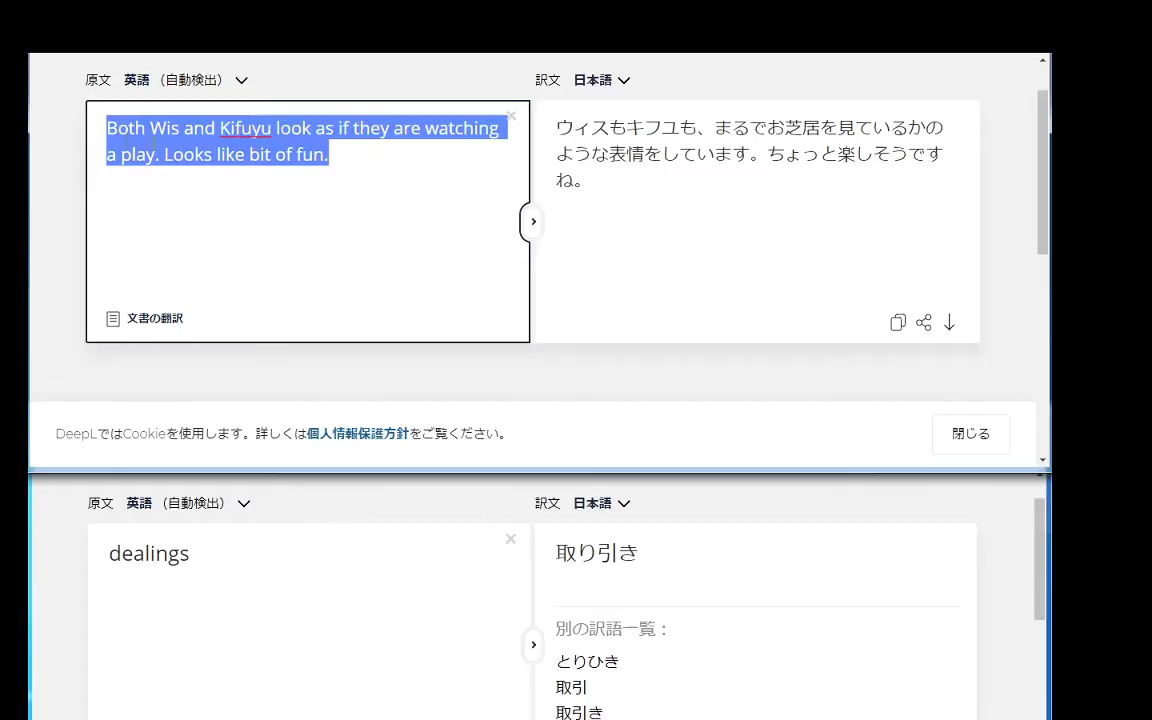 原文 英語 （自動検出）
訳文 日本語
Both Wis and Kifuyu look as if they are watching
a play. Looks like bit of fun.
ウィスもキフユも、まるでお芝居を見ているかの
ような表情をしています。ちょっと楽しそうです
ね。
文書の翻訳
DeepLではCookieを使用します。詳しくは個人情報保護方針をご覧ください。
閉じる
原文 英語 （自動検出）
訳文 日本語
dealings
取り引き
別の訳語一覧：
とりひき
取引
取引き